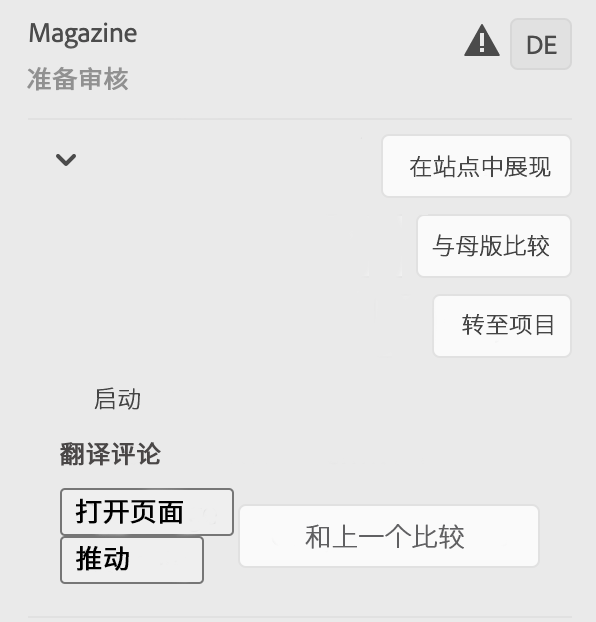 Magazine
DE
准备审核
在站点中展现
与母版比较
转至项目
启动
翻译评论
打开页面
和上一个比较
推动